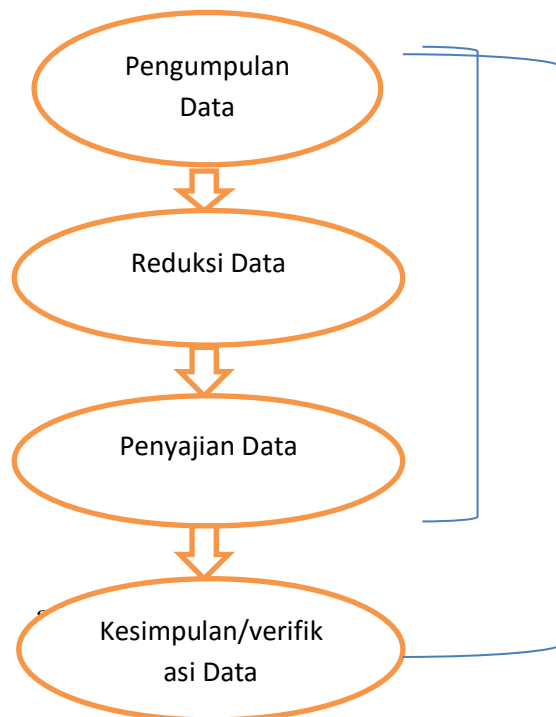 Pengumpulan
Data
Reduksi Data
Penyajian Data
Kesimpulan/verifik
asi Data